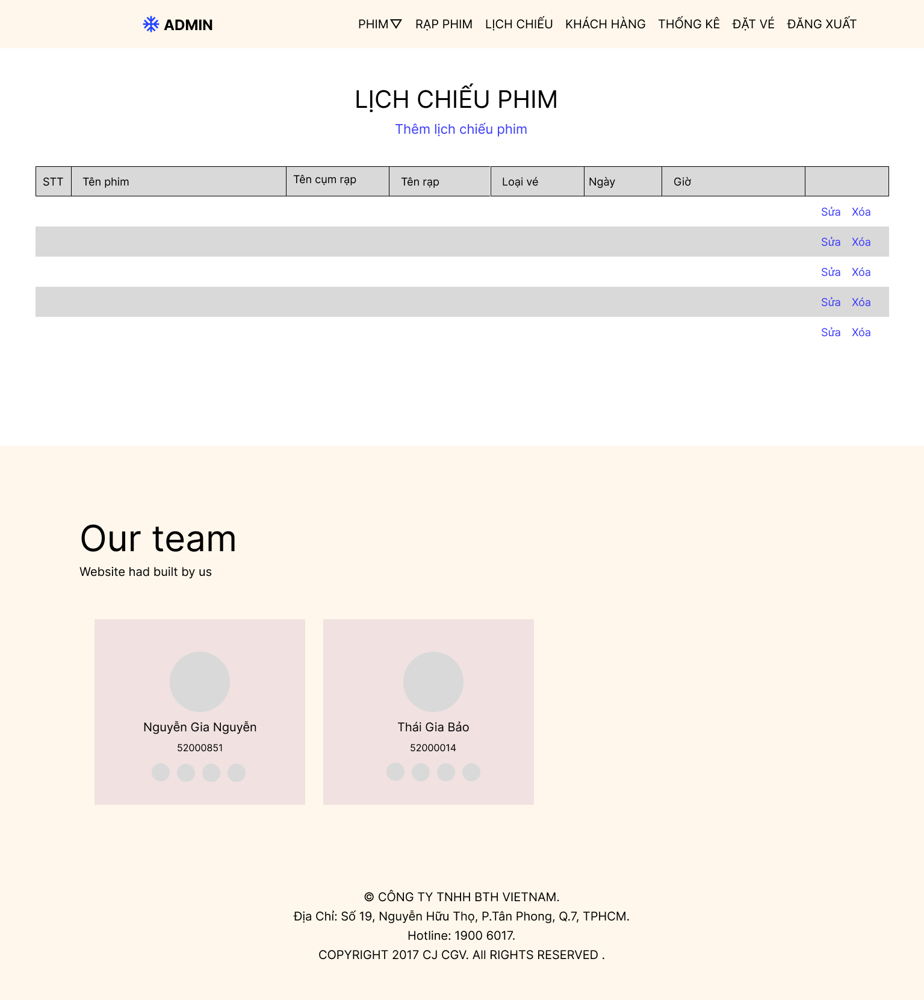 ADMIN PHIM RẠP PHIM LỊCH CHIẾU KHÁCH HÀNG THỐNG KÊ ĐẶT VÉ ĐĂNG XUẤT
LỊCH CHIẾU PHIM
Thêm lịch chiếu phim
STT Tên phim Tên cụm rạp Tên rạp Loại vé Ngày Giờ
Sửa Xóa
Sửa Xóa
Sửa Xóa
Sửa Xóa
Sửa Xóa
Our team
Website had built by us
Nguyễn Gia Nguyễn
52000851
Thái Gia Bảo
52000014
© CÔNG TY TNHH BTH VIETNAM.
Địa Chỉ: Số 19, Nguyễn Hữu Thọ, P.Tân Phong, Q.7, TPHCM.
Hotline: 1900 6017.
COPYRIGHT 2017 CJ CGV. All RIGHTS RESERVED .